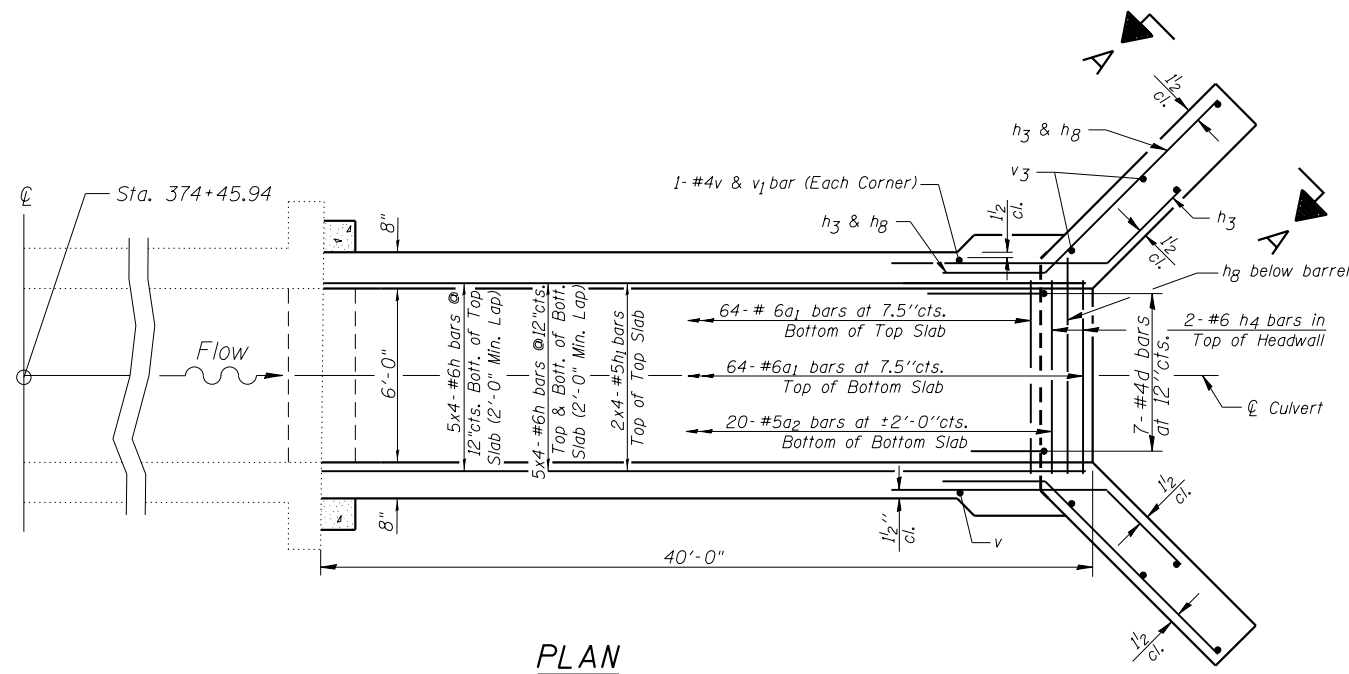 A
1½ cl.
h3 & h8
v3
1- #4v & v1 bar (Each Corner)
h3 & h8
1½ cl.
h3
A
1½ cl.
h8 below barrel
℄
Sta. 374+45.94
8"
5x4- #6h bars @
12"cts. Bott. of Top
Slab (2'-0" Min. Lap)
5x4- #6h bars @12"cts.
Top & Bott. of Bott.
Slab (2'-0" Min. Lap)
2x4- #5h1 bars
Top of Top Slab
64- # 6a1 bars at 7.5"cts.
Bottom of Top Slab
2-#6 h4 bars in
Top of Headwall
Flow
6'-0"
64- #6a1 bars at 7.5"cts.
Top of Bottom Slab
7- #4d bars
at 12"cts.
℄ Culvert
20- #5a2 bars at ±2'-0"cts.
Bottom of Bottom Slab
8"
1½" cl.
v
1½ cl.
40'-0"
1½ cl.
PLAN